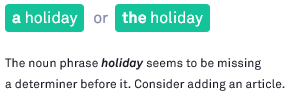 a holiday or the holiday
The noun phrase holiday seems to be missing
a determiner before it. Consider adding an article.